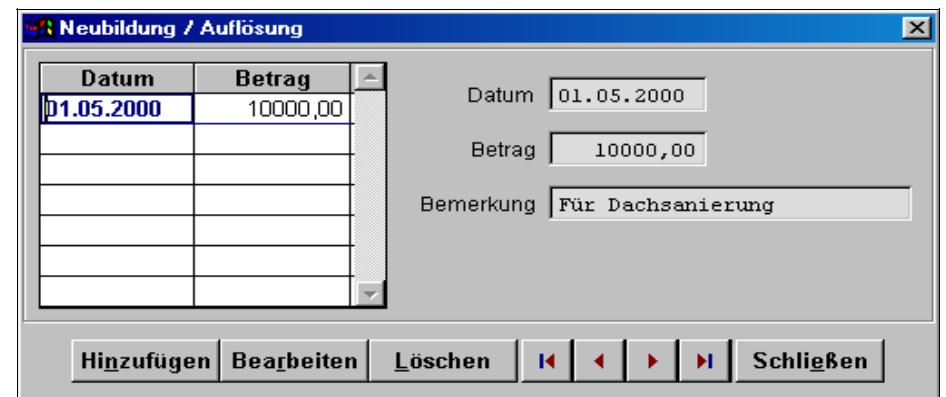 Neubildung / Auflösung
Datum Betrag
01.05.2000 10000,00
Datum 01.05.2000
Betrag 10000,00
Bemerkung Für Dachsanierung
Hinzufügen Bearbeiten Löschen Schließen